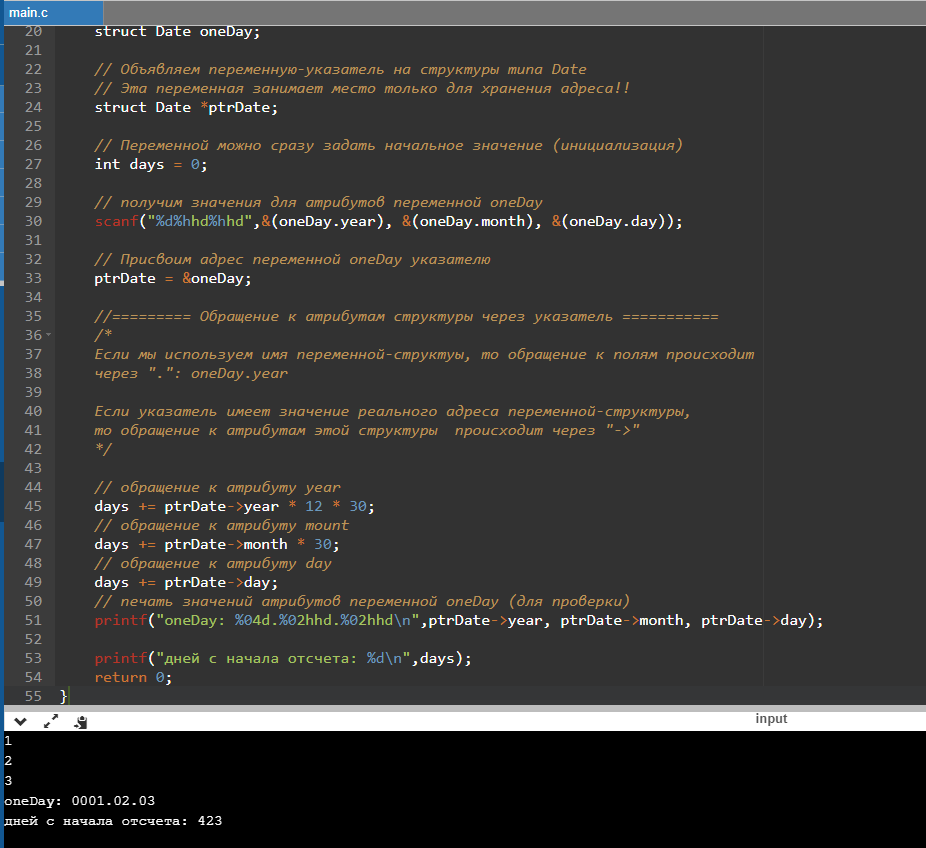 main.c
20 struct Date oneDay;
21
22 // Объявляем переменную-указатель на структуры типа Date
23 // Эта переменная занимает место только для хранения адреса!!
24 struct Date *ptrDate;
25
26 // Переменной можно сразу задать начальное значение (инициализация)
27 int days = 0;
28
29 // получим значения для атрибутов переменной oneDay
30 scanf("%d%hhd%hhd",&(oneDay.year), &(oneDay.month), &(oneDay.day));
31
32 // Присвоим адрес переменной oneDay указателю
33 ptrDate = &oneDay;
34
35 //========= Обращение к атрибутам структуры через указатель ===========
36 /*
37 Если мы используем имя переменной-структуы, то обращение к полям происходит
38 через ".": oneDay.year
39
40 Если указатель имеет значение реального адреса переменной-структуры,
41 то обращение к атрибутам этой структуры  происходит через "->"
42 */
43
44 // обращение к атрибуту year
45 days += ptrDate->year * 12 * 30;
46 // обращение к атрибуту mount
47 days += ptrDate->month * 30;
48 // обращение к атрибуту day
49 days += ptrDate->day;
50 // печать значений атрибутов переменной oneDay (для проверки)
51 printf("oneDay: %04d.%02hhd.%02hhd\n",ptrDate->year, ptrDate->month, ptrDate->day);
52
53 printf("дней с начала отсчета: %d\n",days);
54 return 0;
55 }
input
1
2
3
oneDay: 0001.02.03
дней с начала отсчета: 423